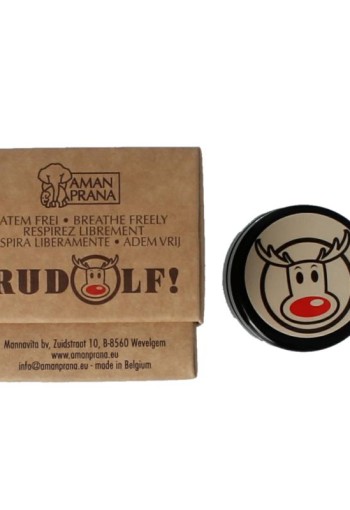 AMAN
PRANA
ATEM FREI • BREATHE FREELY
RESPIREZ LIBREMENT
SPIRA LIBERAMENTE • ADEM VRIJ
RUDOLF!
Mannavita bv, Zuidstraat 10, B-8560 Wevelgem
www.amanprana.eu
info@amanprana.eu - made in Belgium